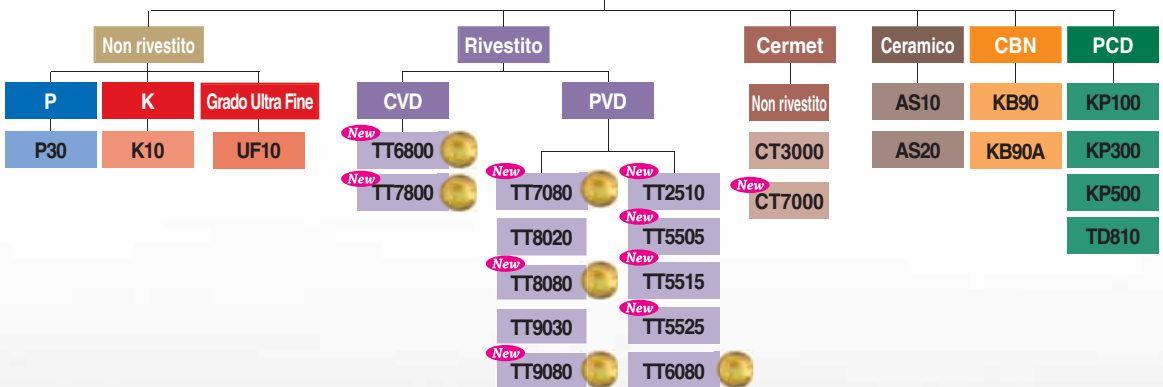 Non rivestito
Rivestito
Cermet
Ceramico
CBN
PCD
P
K
Grado Ultra Fine
CVD
PVD
Non rivestito
AS10
KB90
KP100
P30
K10
UF10
New
TT6800
CT3000
AS20
KB90A
KP300
New
TT7800
New
TT7080
New
TT2510
New
CT7000
KP500
TT8020
New
TT5505
TD810
New
TT8080
New
TT5515
TT9030
New
TT5525
New
TT9080
TT6080